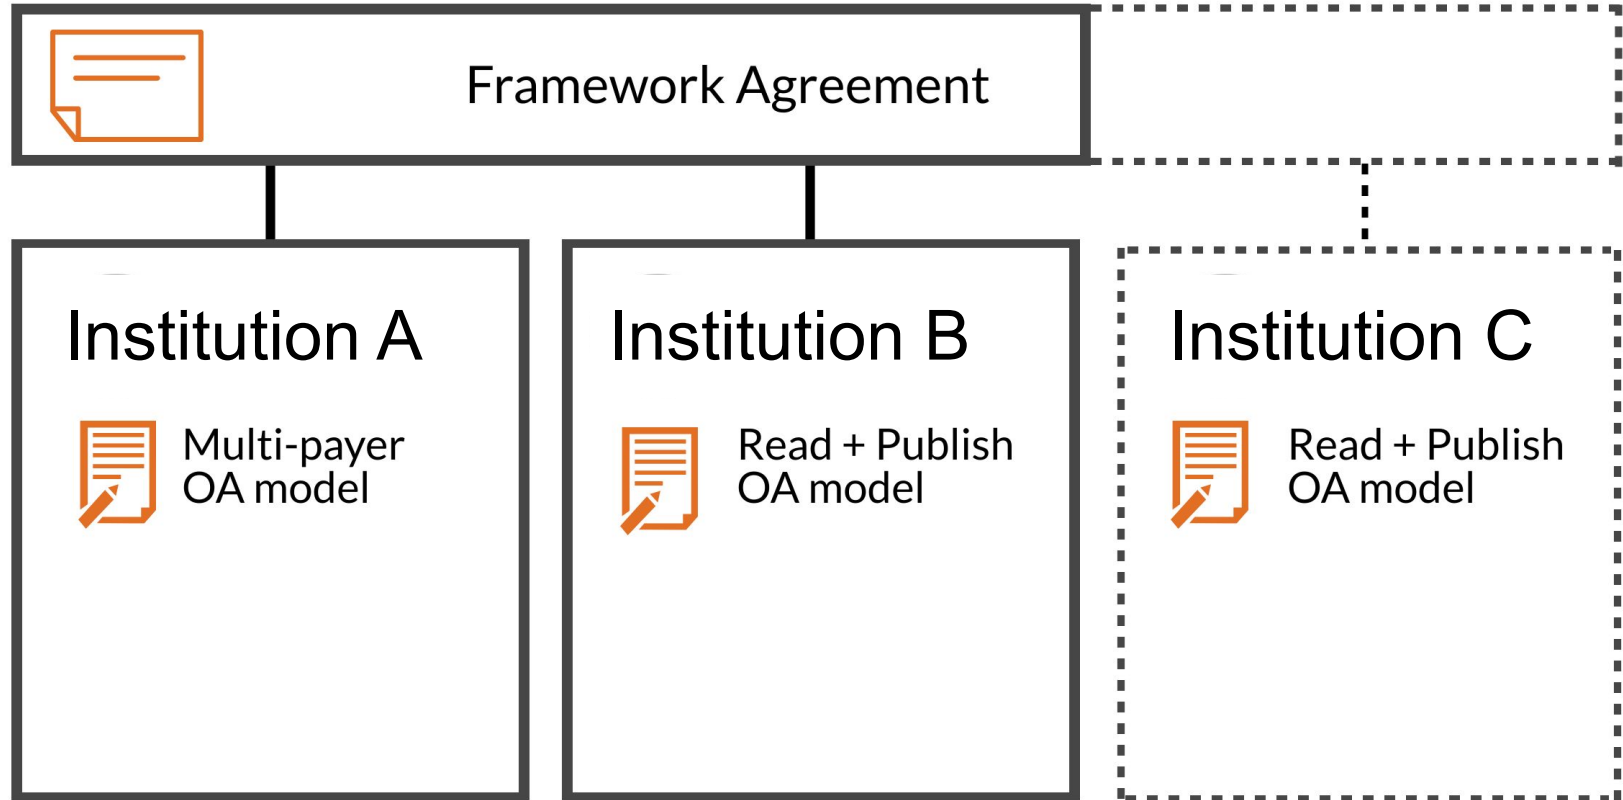 Framework Agreement
Institution A
Multi-payer
OA model
Institution B
Read + Publish
OA model
Institution C
Read + Publish
OA model